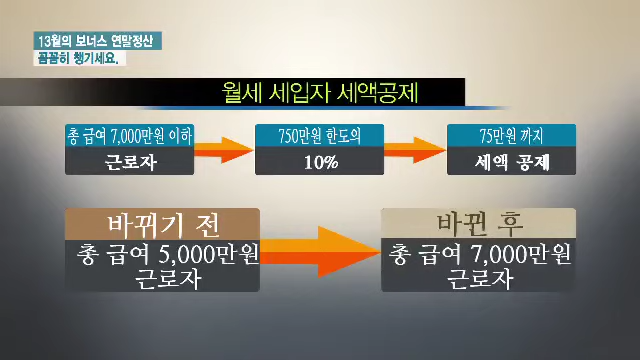 13월의 보너스 연말정산
꼼꼼히 챙기세요.
월세 세입자 세액공제
총 급여 7,000만원 이하
근로자
750만원 한도의
10%
75만원 까지
세액 공제
바뀌기 전
총 급여 5,000만원
근로자
바뀐 후
총 급여 7,000만원
근로자